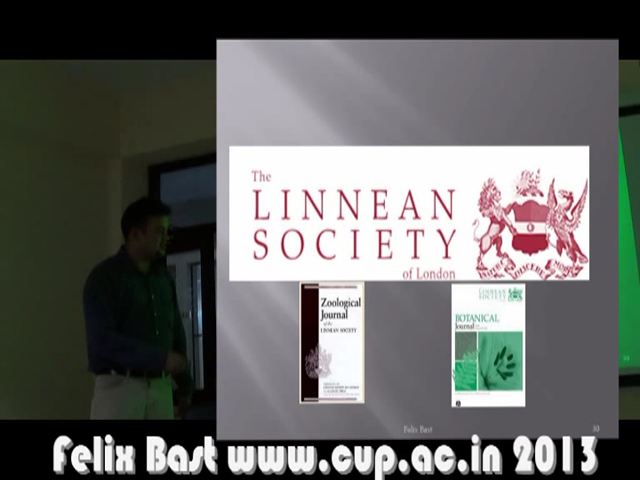 The
LINNEAN
SOCIETY
of London
Zoological
Journal
of the
LINNEAN SOCIETY
LINNEAN
SOCIETY
BOTANICAL
Journal
Felix Bast
30
Felix Bast www.cup.ac.in 2013